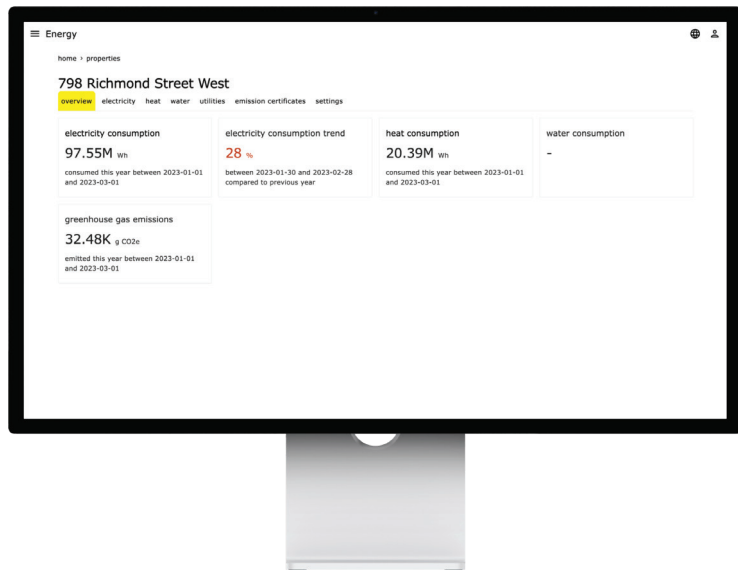 Energy
home › properties
798 Richmond Street West
overview electricity heat water utilities emission certificates settings
electricity consumption
97.55M Wh
consumed this year between 2023-01-01
and 2023-03-01
electricity consumption trend
28 %
between 2023-01-30 and 2023-02-28
compared to previous year
heat consumption
20.39M Wh
consumed this year between 2023-01-01
and 2023-03-01
water consumption
-
greenhouse gas emissions
32.48K g CO2e
emitted this year between 2023-01-01
and 2023-03-01